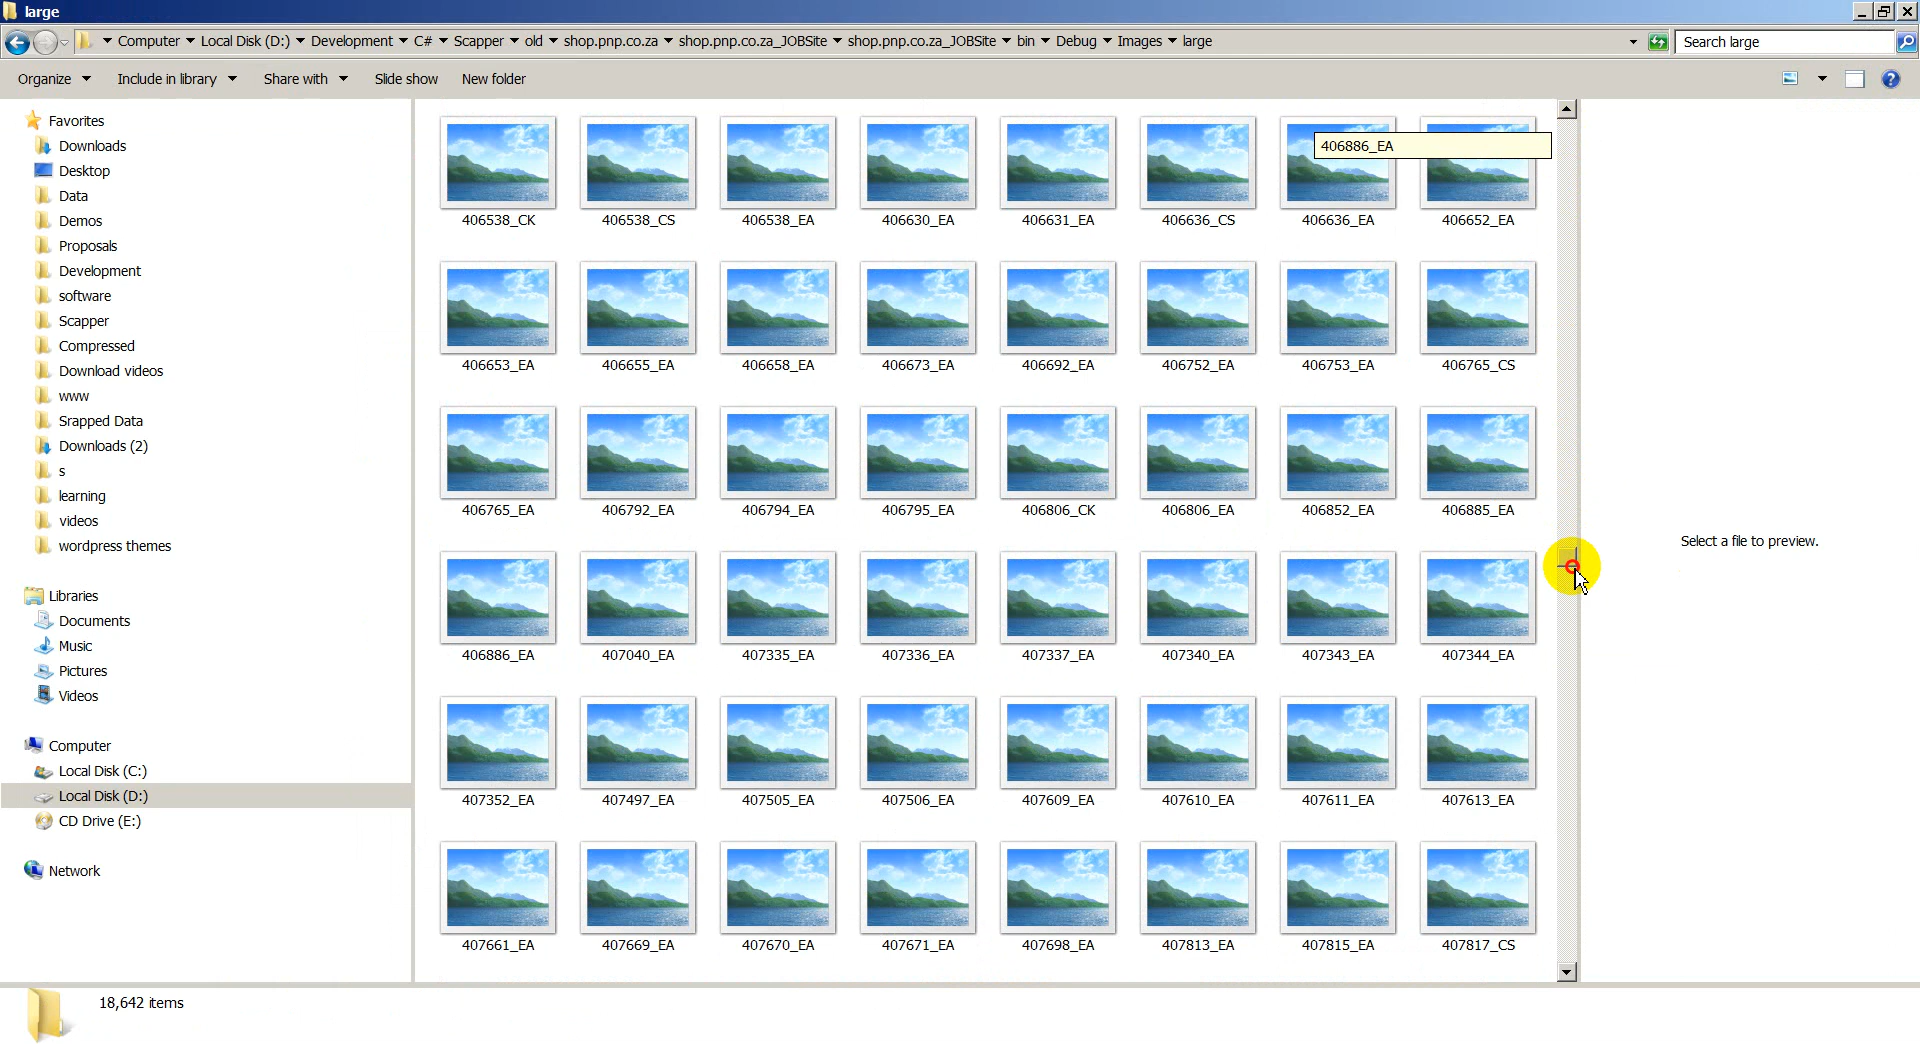 large
Computer Local Disk (D:) Development C# Scapper old shop.pnp.co.za shop.pnp.co.za_JOBSite shop.pnp.co.za_JOBSite bin Debug Images large
Search large
Organize Include in library Share with Slide show New folder
Favorites
Downloads
Desktop
Data
Demos
Proposals
Development
software
Scapper
Compressed
Download videos
www
Srapped Data
Downloads (2)
s
learning
videos
wordpress themes
Libraries
Documents
Music
Pictures
Videos
Computer
Local Disk (C:)
Local Disk (D:)
CD Drive (E:)
Network
406886_EA
406538_CK 406538_CS 406538_EA 406630_EA 406631_EA 406636_CS 406636_EA 406652_EA
406653_EA 406655_EA 406658_EA 406673_EA 406692_EA 406752_EA 406753_EA 406765_CS
406765_EA 406792_EA 406794_EA 406795_EA 406806_CK 406806_EA 406852_EA 406885_EA
406886_EA 407040_EA 407335_EA 407336_EA 407337_EA 407340_EA 407343_EA 407344_EA
407352_EA 407497_EA 407505_EA 407506_EA 407609_EA 407610_EA 407611_EA 407613_EA
407661_EA 407669_EA 407670_EA 407671_EA 407698_EA 407813_EA 407815_EA 407817_CS
Select a file to preview.
18,642 items